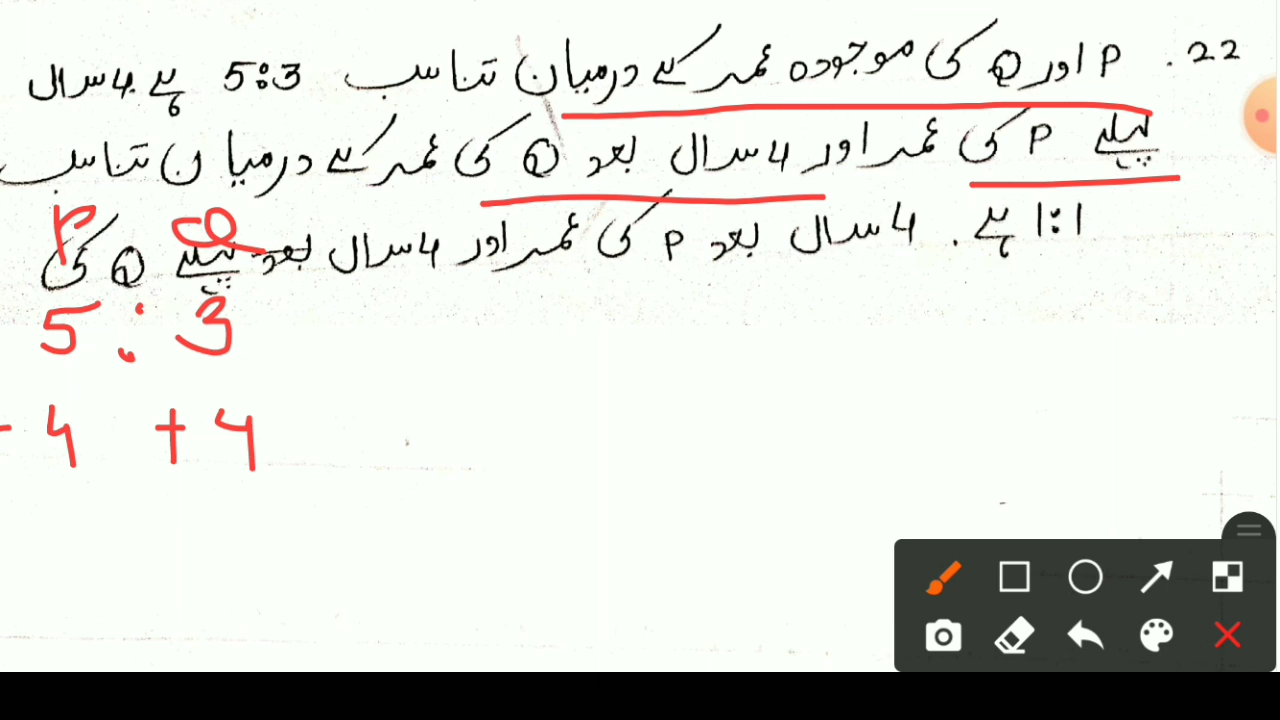 22. P اور Q کی موجودہ عمر کے درمیان تناسب 5:3 ہے 4 سال
پہلے P کی عمر اور 4 سال بعد Q کی عمر کے درمیان تناسب
1:1 ہے . 4 سال بعد P کی عمر اور 4 سال بعد پہلے Q کی
P Q
5 : 3
- 4 + 4